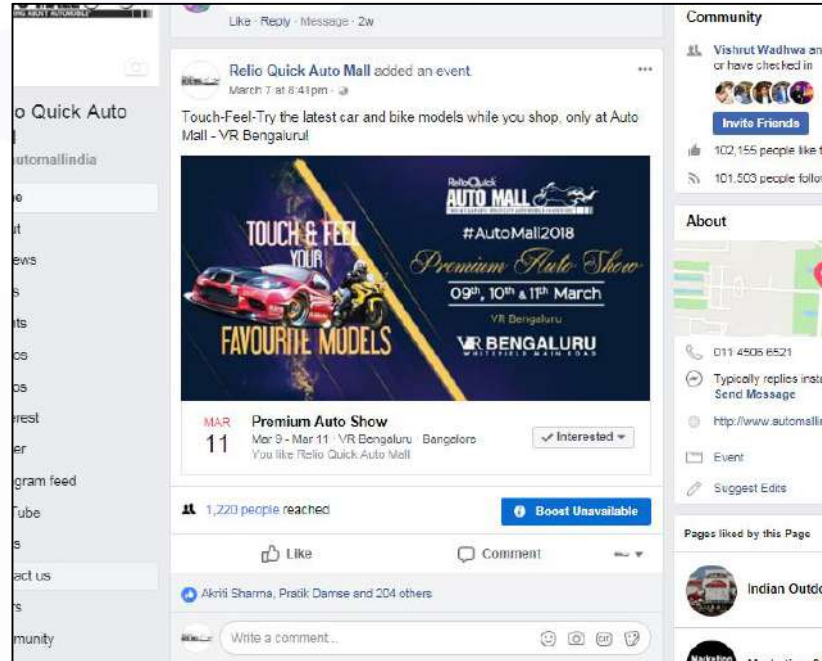 Like · Reply · Message · 2w
o Quick Auto
automallindia
ews
act us
gram feed
munity
Relio Quick Auto Mall added an event.
March 7 at 8:41pm
Touch-Feel-Try the latest car and bike models while you shop, only at Auto
Mall - VR Bengaluru!
TOUCH & FEEL
YOUR
FAVOURITE MODELS
RelioQuick
AUTO MALL
#AutoMall2018
Premium Auto Show
09th, 10th & 11th March
VR Bengaluru
VR BENGALURU
WHITEFIELD MAIN ROAD
MAR
11
Premium Auto Show
Mar 9 - Mar 11 · VR Bengaluru · Bangalore
You like Relio Quick Auto Mall
Interested
1,220 people reached
Boost Unavailable
Like
Comment
Akriti Sharma, Pratik Damse and 204 others
Write a comment...
GIF
Community
Vishrut Wadhwa an
or have checked in
Invite Friends
102,155 people like t
101,503 people follo
About
011 4506 6521
Typically replies insta
Send Message
http://www.automallin
Event
Suggest Edits
Pages liked by this Page
Indian Outdo